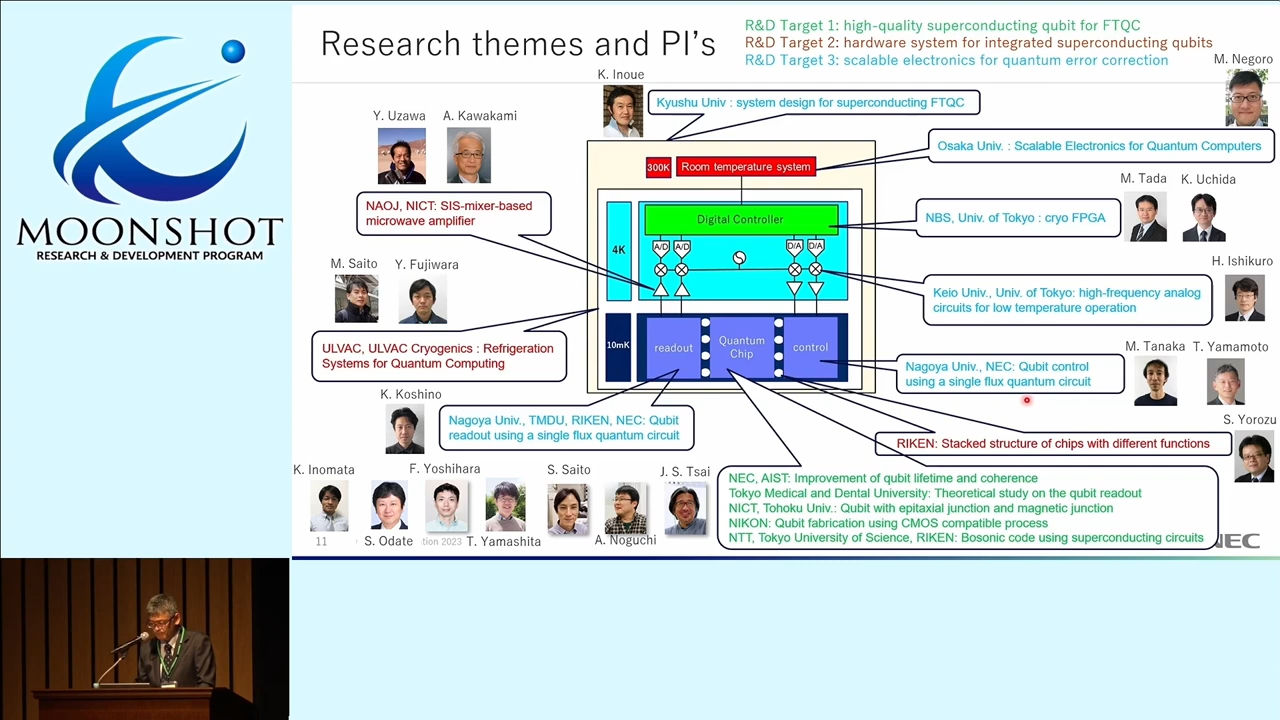 MOONSHOT
RESEARCH & DEVELOPMENT PROGRAM
Research themes and PI's
R&D Target 1: high-quality superconducting qubit for FTQC
R&D Target 2: hardware system for integrated superconducting qubits
R&D Target 3: scalable electronics for quantum error correction
M. Negoro
K. Inoue
Kyushu Univ : system design for superconducting FTQC
Y. Uzawa
A. Kawakami
Osaka Univ. : Scalable Electronics for Quantum Computers
300K
Room temperature system
M. Tada
K. Uchida
NAOJ, NICT: SIS-mixer-based
microwave amplifier
4K
Digital Controller
A/D
A/D
D/A
D/A
NBS, Univ. of Tokyo : cryo FPGA
M. Saito
Y. Fujiwara
H. Ishikuro
Keio Univ., Univ. of Tokyo: high-frequency analog
circuits for low temperature operation
ULVAC, ULVAC Cryogenics : Refrigeration
Systems for Quantum Computing
10mK
readout
Quantum
Chip
control
M. Tanaka
T. Yamamoto
Nagoya Univ., NEC: Qubit control
using a single flux quantum circuit
K. Koshino
Nagoya Univ., TMDU, RIKEN, NEC: Qubit
readout using a single flux quantum circuit
S. Yorozu
RIKEN: Stacked structure of chips with different functions
K. Inomata
F. Yoshihara
S. Saito
J. S. Tsai
NEC, AIST: Improvement of qubit lifetime and coherence
Tokyo Medical and Dental University: Theoretical study on the qubit readout
NICT, Tohoku Univ.: Qubit with epitaxial junction and magnetic junction
NIKON: Qubit fabrication using CMOS compatible process
NTT, Tokyo University of Science, RIKEN: Bosonic code using superconducting circuits
11
S. Odate
tion 2023
T. Yamashita
A. Noguchi
NEC